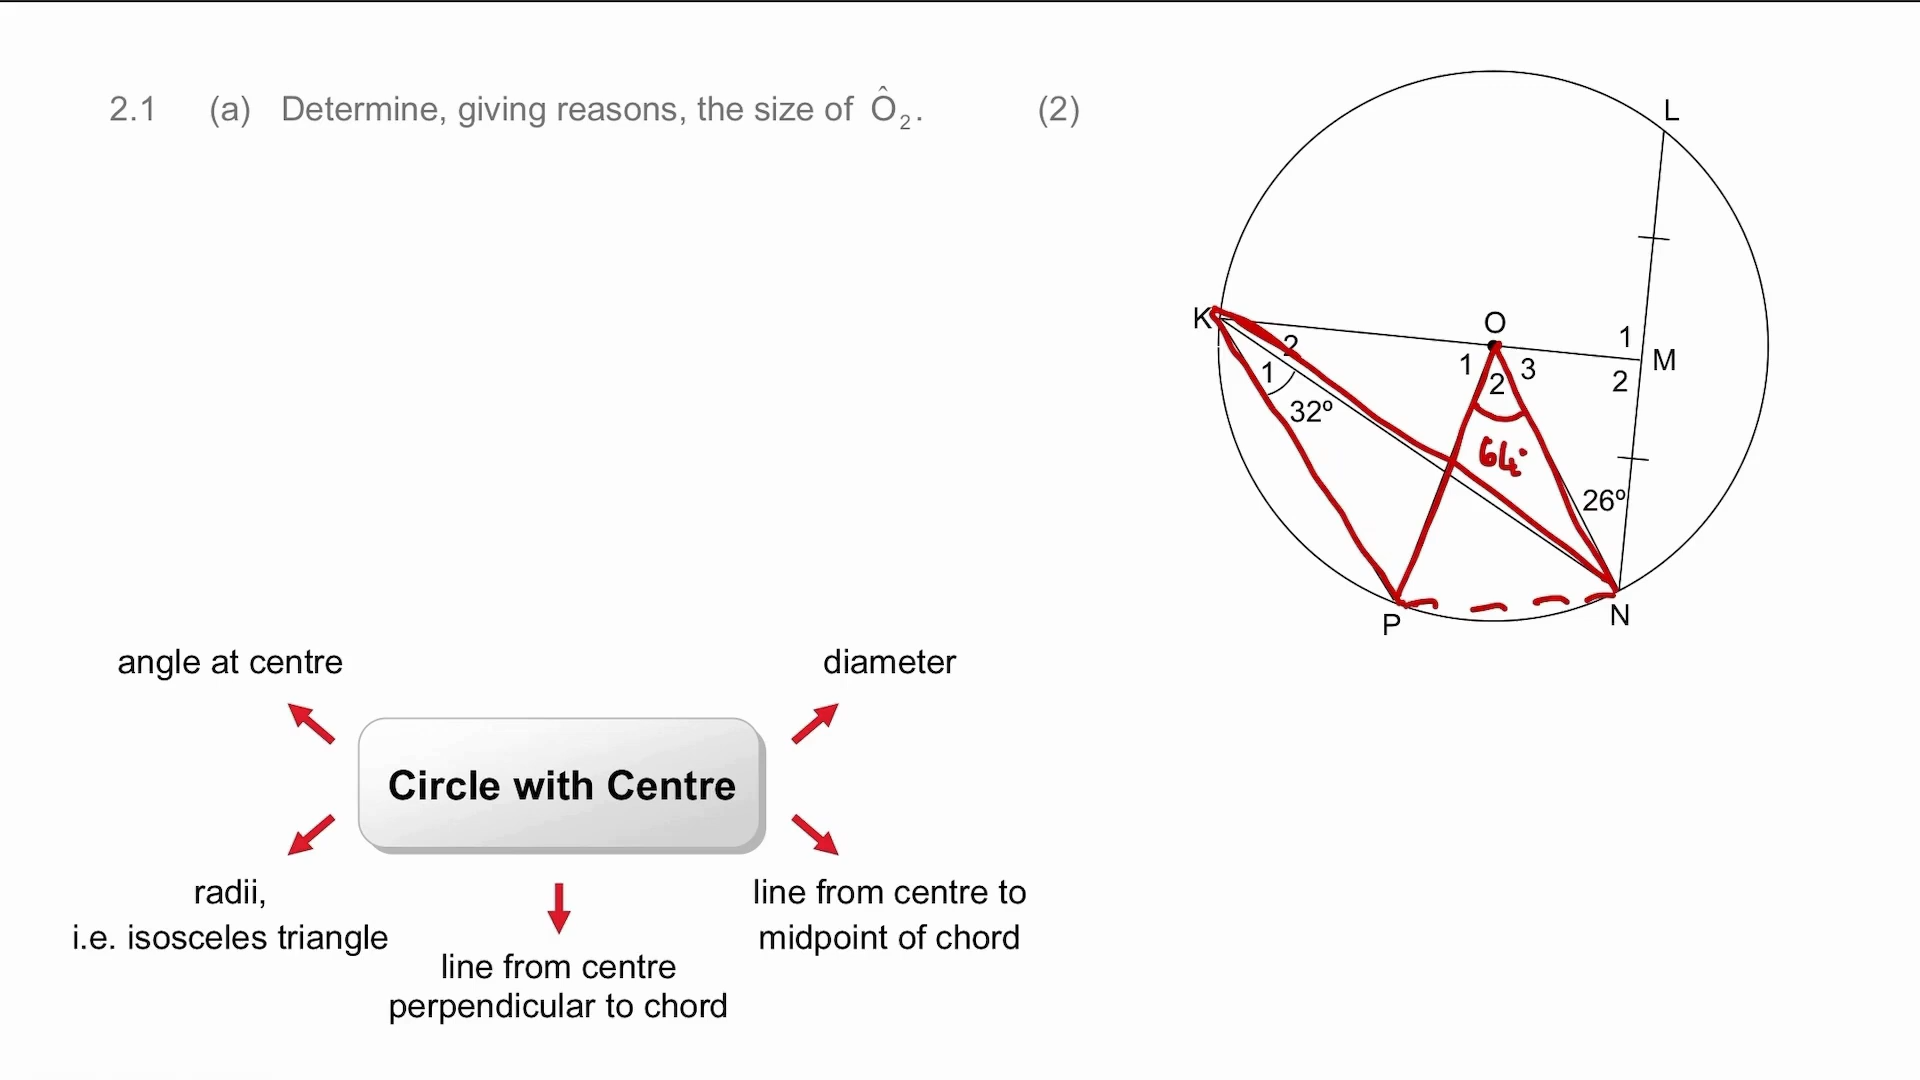 2.1 (a) Determine, giving reasons, the size of Ô₂. (2)
L
K
O
2
1
1 2 3
1
M
2
32º
64°
26º
P
N
angle at centre
diameter
Circle with Centre
radii,
i.e. isosceles triangle
line from centre
perpendicular to chord
line from centre to
midpoint of chord